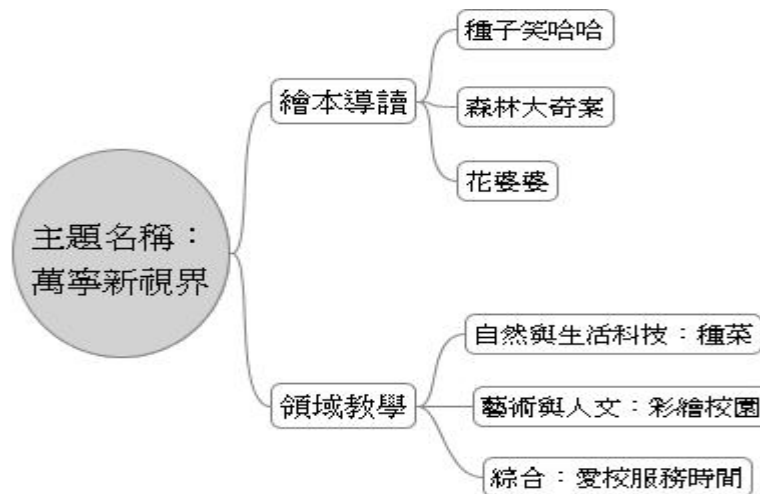 主題名稱：
萬寧新視界
繪本導讀
種子笑哈哈
森林大奇案
花婆婆
領域教學
自然與生活科技：種菜
藝術與人文：彩繪校園
綜合：愛校服務時間